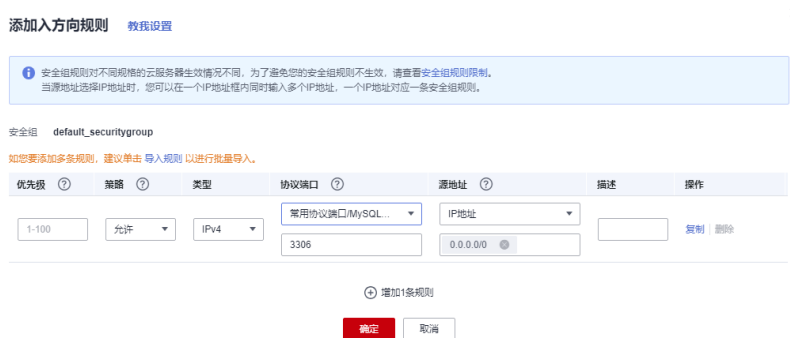 添加入方向规则 教我设置
安全组规则对不同规格的云服务器生效情况不同，为了避免您的安全组规则不生效，请查看安全组规则限制。
当源地址选择IP地址时，您可以在一个IP地址框内同时输入多个IP地址，一个IP地址对应一条安全组规则。
安全组 default_securitygroup
如您要添加多条规则，建议单击 导入规则 以进行批量导入。
优先级 ? 策略 ? 类型 协议端口 ? 源地址 ? 描述 操作
1-100 允许 IPv4 常用协议端口/MySQL... IP地址 复制 删除
3306 0.0.0.0/0
增加1条规则
确定 取消